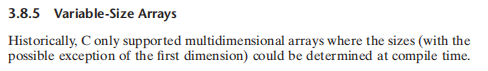 3.8.5 Variable-Size Arrays
Historically, C only supported multidimensional arrays where the sizes (with the
possible exception of the first dimension) could be determined at compile time.